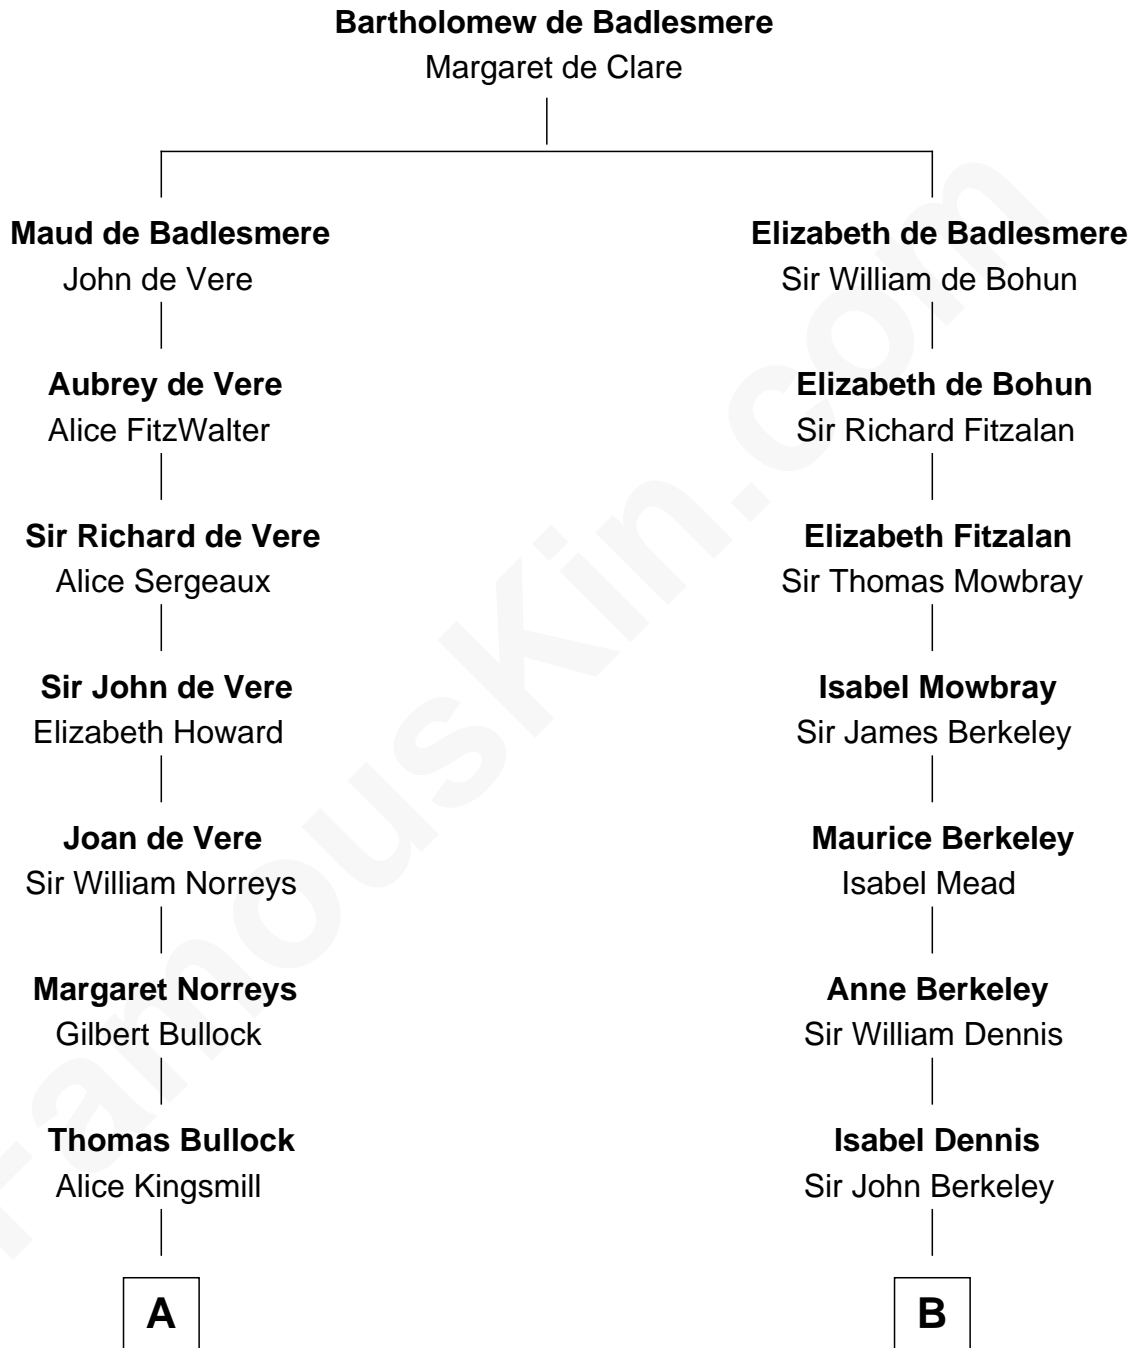 Bartholomew de Badlesmere
Margaret de Clare
Maud de Badlesmere
John de Vere
Elizabeth de Badlesmere
Sir William de Bohun
Aubrey de Vere
Alice FitzWalter
Elizabeth de Bohun
Sir Richard Fitzalan
Sir Richard de Vere
Alice Sergeaux
Elizabeth Fitzalan
Sir Thomas Mowbray
Sir John de Vere
Elizabeth Howard
Isabel Mowbray
Sir James Berkeley
Joan de Vere
Sir William Norreys
Maurice Berkeley
Isabel Mead
Margaret Norreys
Gilbert Bullock
Anne Berkeley
Sir William Dennis
Thomas Bullock
Alice Kingsmill
Isabel Dennis
Sir John Berkeley
A
B
FamousKin.com